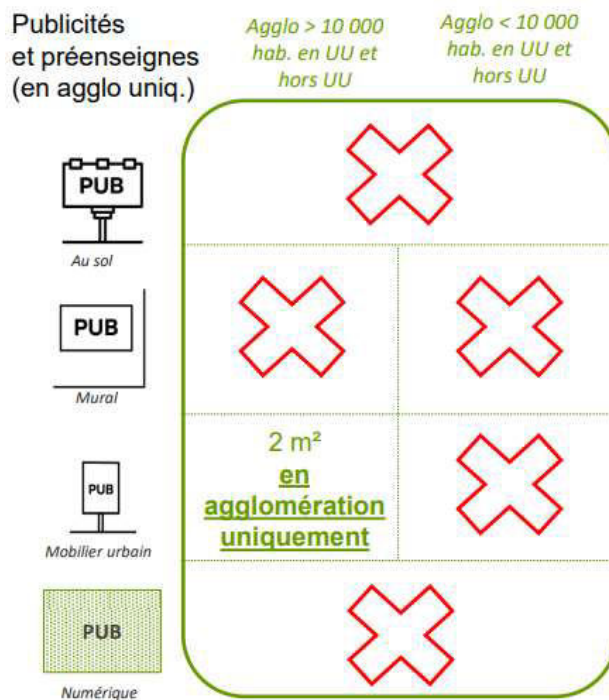 Publicités
et préenseignes
(en agglo uniq.)
Agglo > 10 000
hab. en UU et
hors UU
Agglo < 10 000
hab. en UU et
hors UU
PUB
Au sol
PUB
Mural
2 m²
en
agglomération
uniquement
PUB
Mobilier urbain
PUB
Numérique